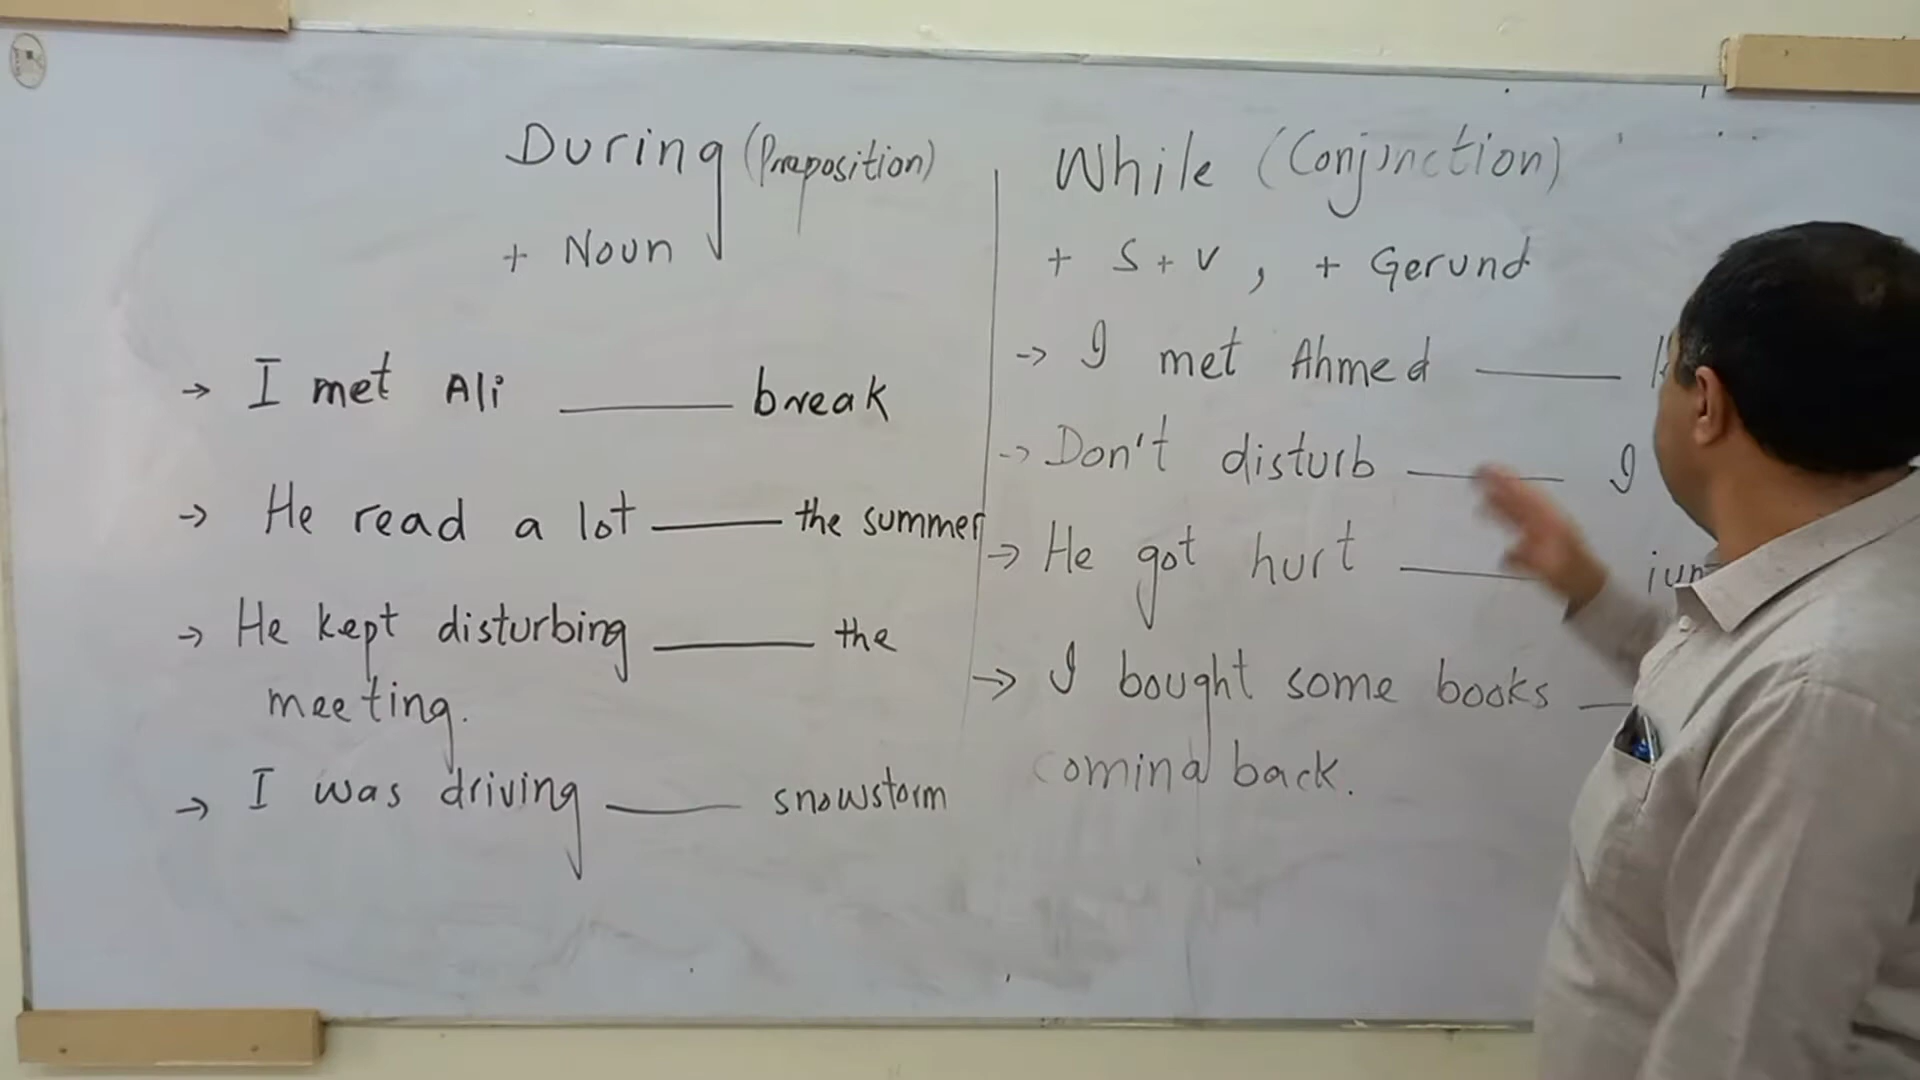 During (Preposition)
+ Noun
→ I met Ali ______ break
→ He read a lot ______ the summer
→ He kept disturbing ______ the
meeting.
→ I was driving ______ snowstorm
While (Conjunction)
+ S + V , + Gerund
→ I met Ahmed ______
→ Don't disturb ______ I
→ He got hurt ______
→ I bought some books __
coming back.